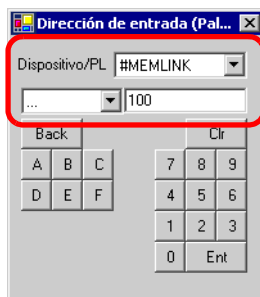 Dirección de entrada (Pal...
Dispositivo/PL #MEMLINK
... 100
Back Clr
A B C 7 8 9
D E F 4 5 6
1 2 3
0 Ent